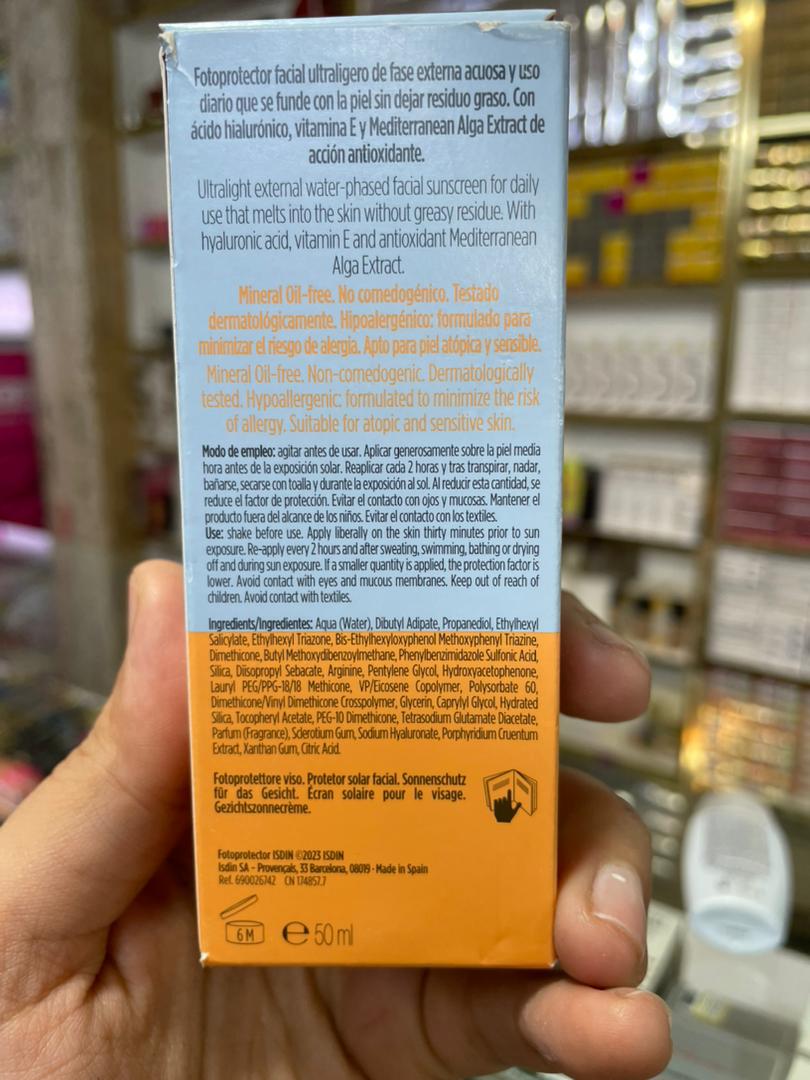 Fotoprotector facial ultraligero de fase externa acuosa y uso
diario que se funde con la piel sin dejar residuo graso. Con
ácido hialurónico, vitamina E y Mediterranean Alga Extract de
acción antioxidante.
Ultralight external water-phased facial sunscreen for daily
use that melts into the skin without greasy residue. With
hyaluronic acid, vitamin E and antioxidant Mediterranean
Alga Extract.
Mineral Oil-free. No comedogénico. Testado
dermatológicamente. Hipoalergénico: formulado para
minimizar el riesgo de alergia. Apto para piel atópica y sensible.
Mineral Oil-free. Non-comedogenic. Dermatologically
tested. Hypoallergenic: formulated to minimize the risk
of allergy. Suitable for atopic and sensitive skin.
Modo de empleo: agitar antes de usar. Aplicar generosamente sobre la piel media
hora antes de la exposición solar. Reaplicar cada 2 horas y tras transpirar, nadar,
bañarse, secarse con toalla y durante la exposición al sol. Al reducir esta cantidad, se
reduce el factor de protección. Evitar el contacto con ojos y mucosas. Mantener el
producto fuera del alcance de los niños. Evitar el contacto con los textiles.
Use: shake before use. Apply liberally on the skin thirty minutes prior to sun
exposure. Re-apply every 2 hours and after sweating, swimming, bathing or drying
off and during sun exposure. If a smaller quantity is applied, the protection factor is
lower. Avoid contact with eyes and mucous membranes. Keep out of reach of
children. Avoid contact with textiles.
Ingredients/Ingredientes: Aqua (Water), Dibutyl Adipate, Propanediol, Ethylhexyl
Salicylate, Ethylhexyl Triazone, Bis-Ethylhexyloxyphenol Methoxyphenyl Triazine,
Dimethicone, Butyl Methoxydibenzoylmethane, Phenylbenzimidazole Sulfonic Acid,
Silica, Diisopropyl Sebacate, Arginine, Pentylene Glycol, Hydroxyacetophenone,
Lauryl PEG/PPG-18/18 Methicone, VP/Eicosene Copolymer, Polysorbate 60,
Dimethicone/Vinyl Dimethicone Crosspolymer, Glycerin, Caprylyl Glycol, Hydrated
Silica, Tocopheryl Acetate, PEG-10 Dimethicone, Tetrasodium Glutamate Diacetate,
Parfum (Fragrance), Sclerotium Gum, Sodium Hyaluronate, Porphyridium Cruentum
Extract, Xanthan Gum, Citric Acid.
Fotoprotettore viso. Protetor solar facial. Sonnenschutz
für das Gesicht. Écran solaire pour le visage.
Gezichtszonnecrème.
Fotoprotector ISDIN ©2023 ISDIN
Isdin SA - Provençals, 33 Barcelona, 08019 · Made in Spain
Ref. 690026742 CN 174857.7
6M e 50 ml